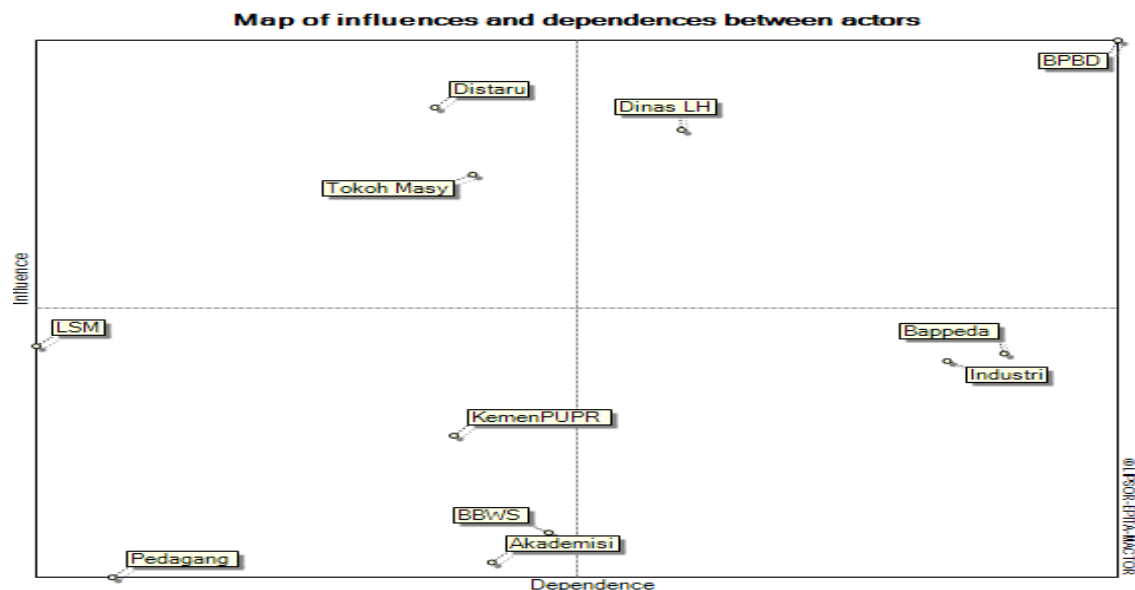 Map of influences and dependences between actors
BPBD
Distaru
Dinas LH
Tokoh Masy
Influence
LSM
Bappeda
Industri
KemenPUPR
BBWS
Akademisi
Pedagang
Dependence
© LIPSOR-EPITA-MACTOR